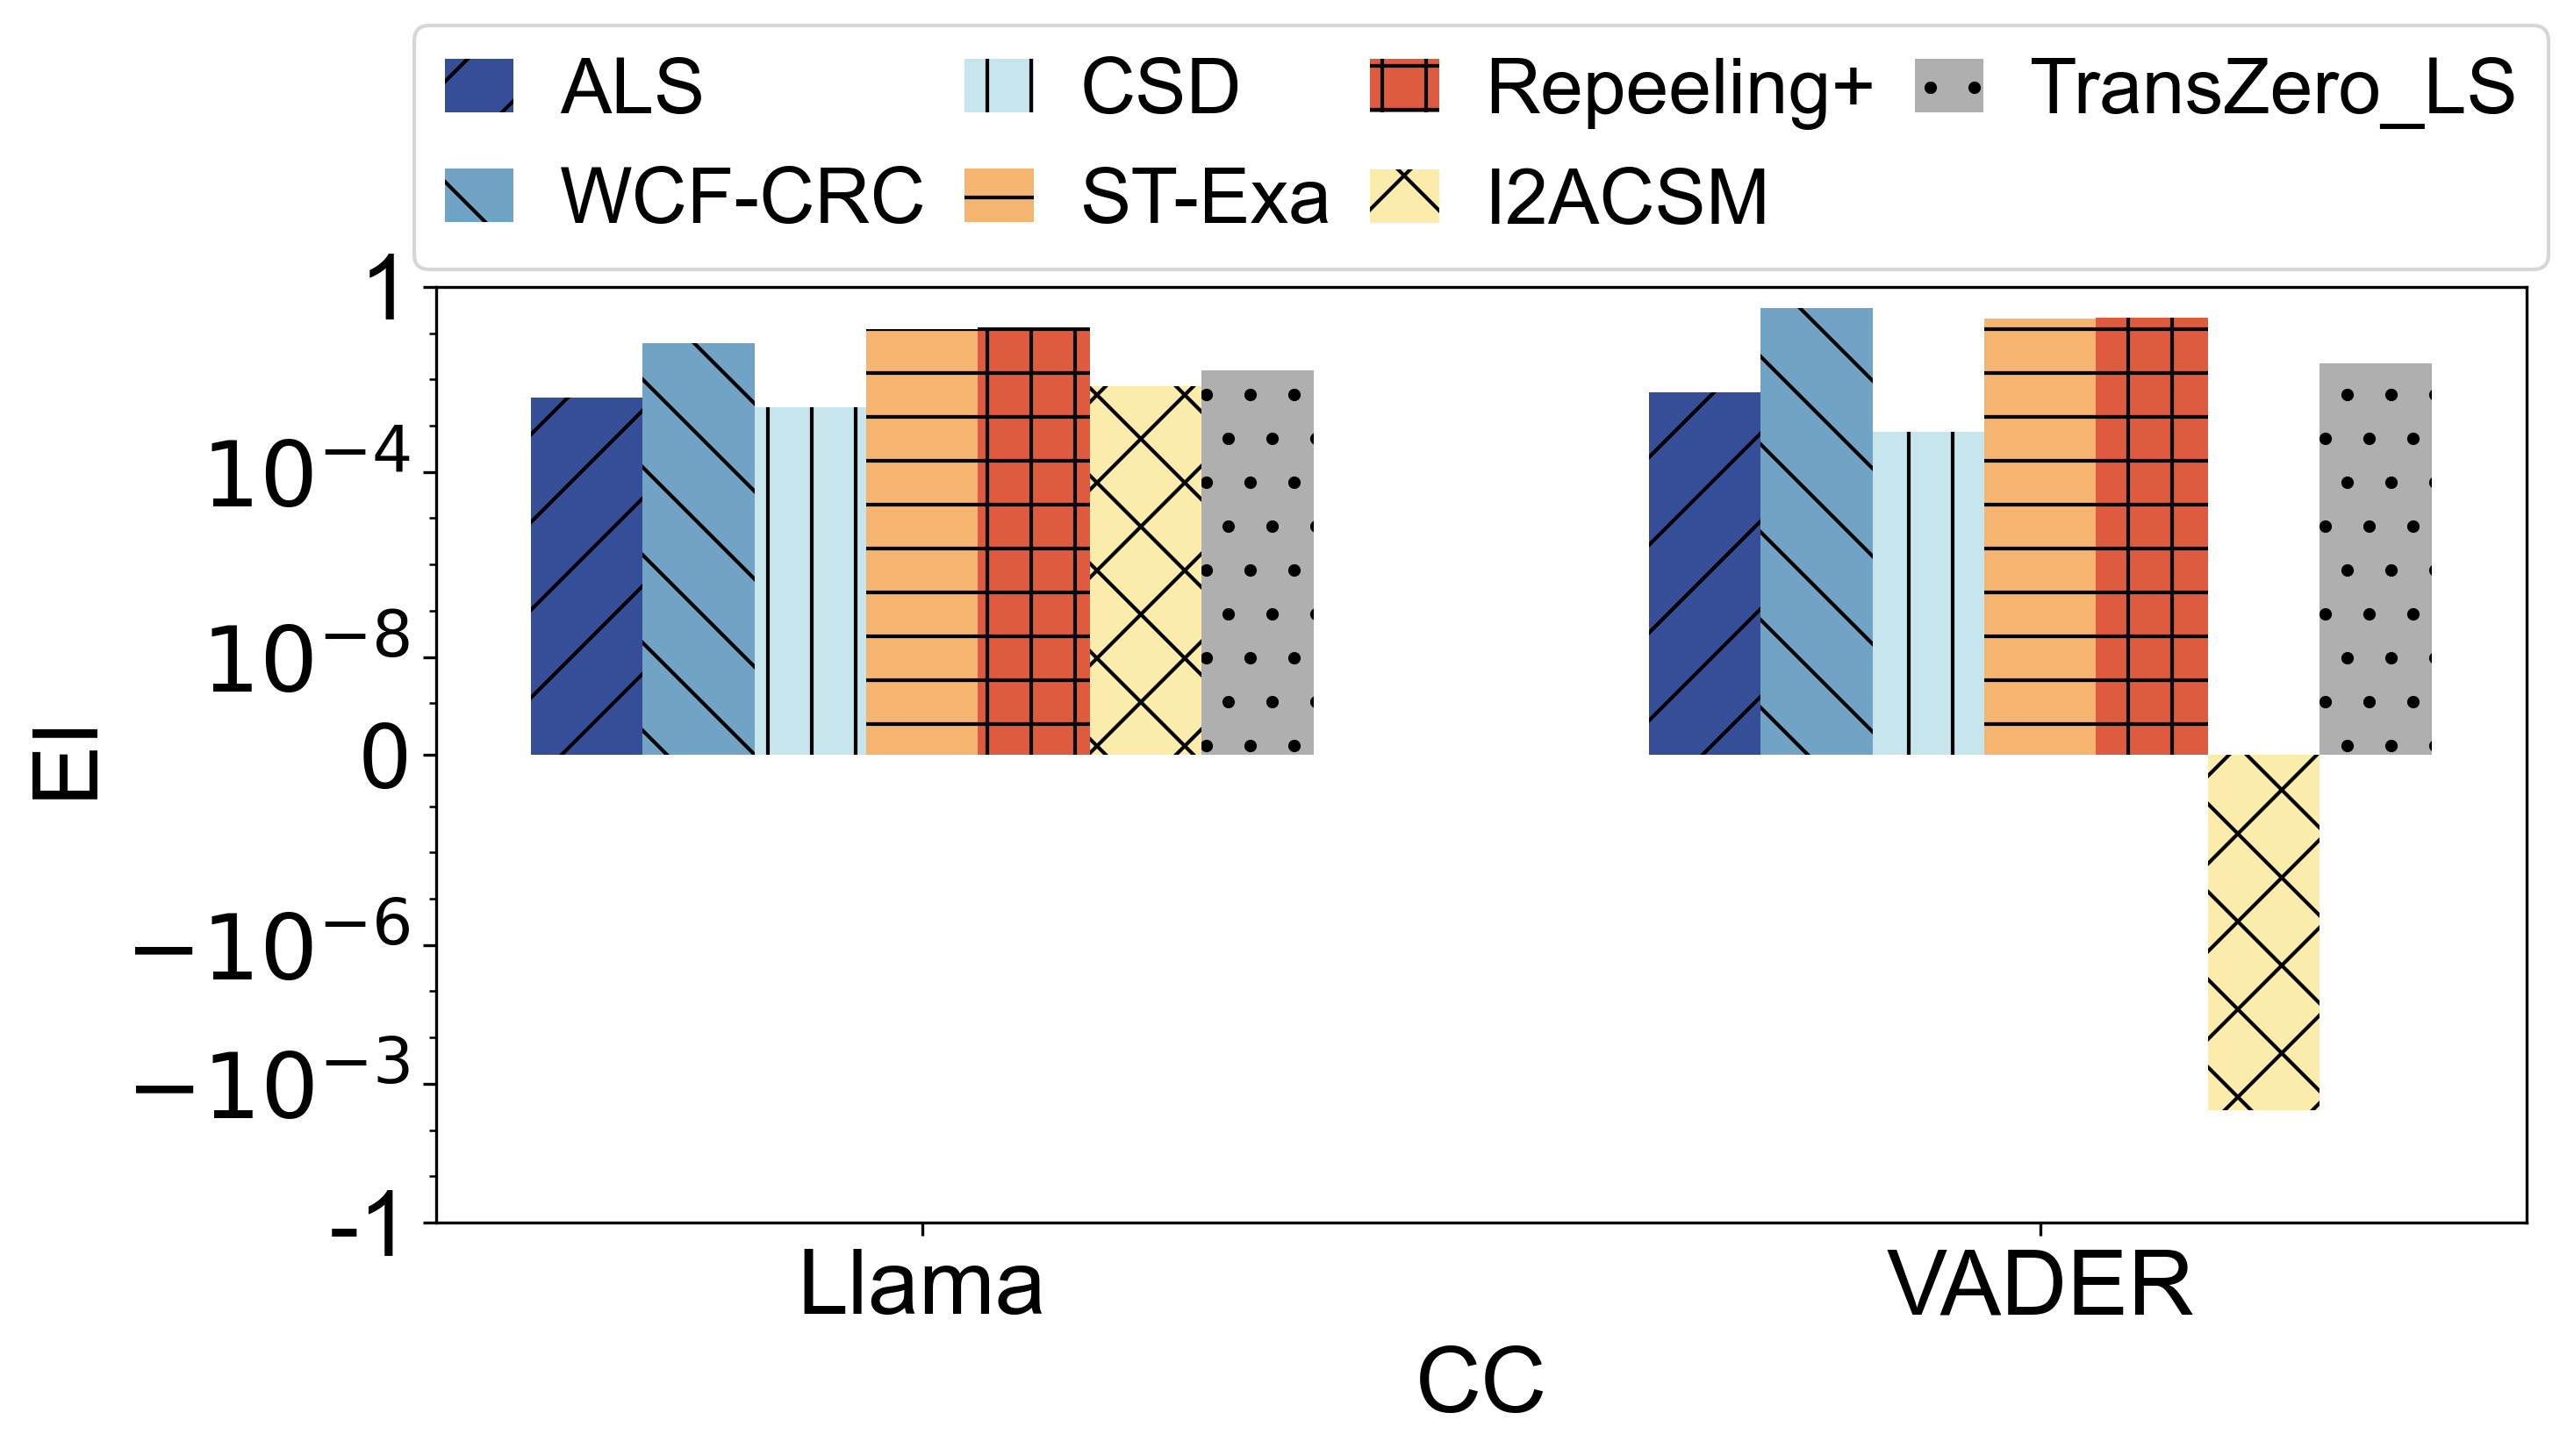 ALS CSD Repeeling+ TransZero_LS
WCF-CRC ST-Exa I2ACSM
1
10⁻⁴
10⁻⁸
0
−10⁻⁶
−10⁻³
-1
EI
Llama VADER
CC